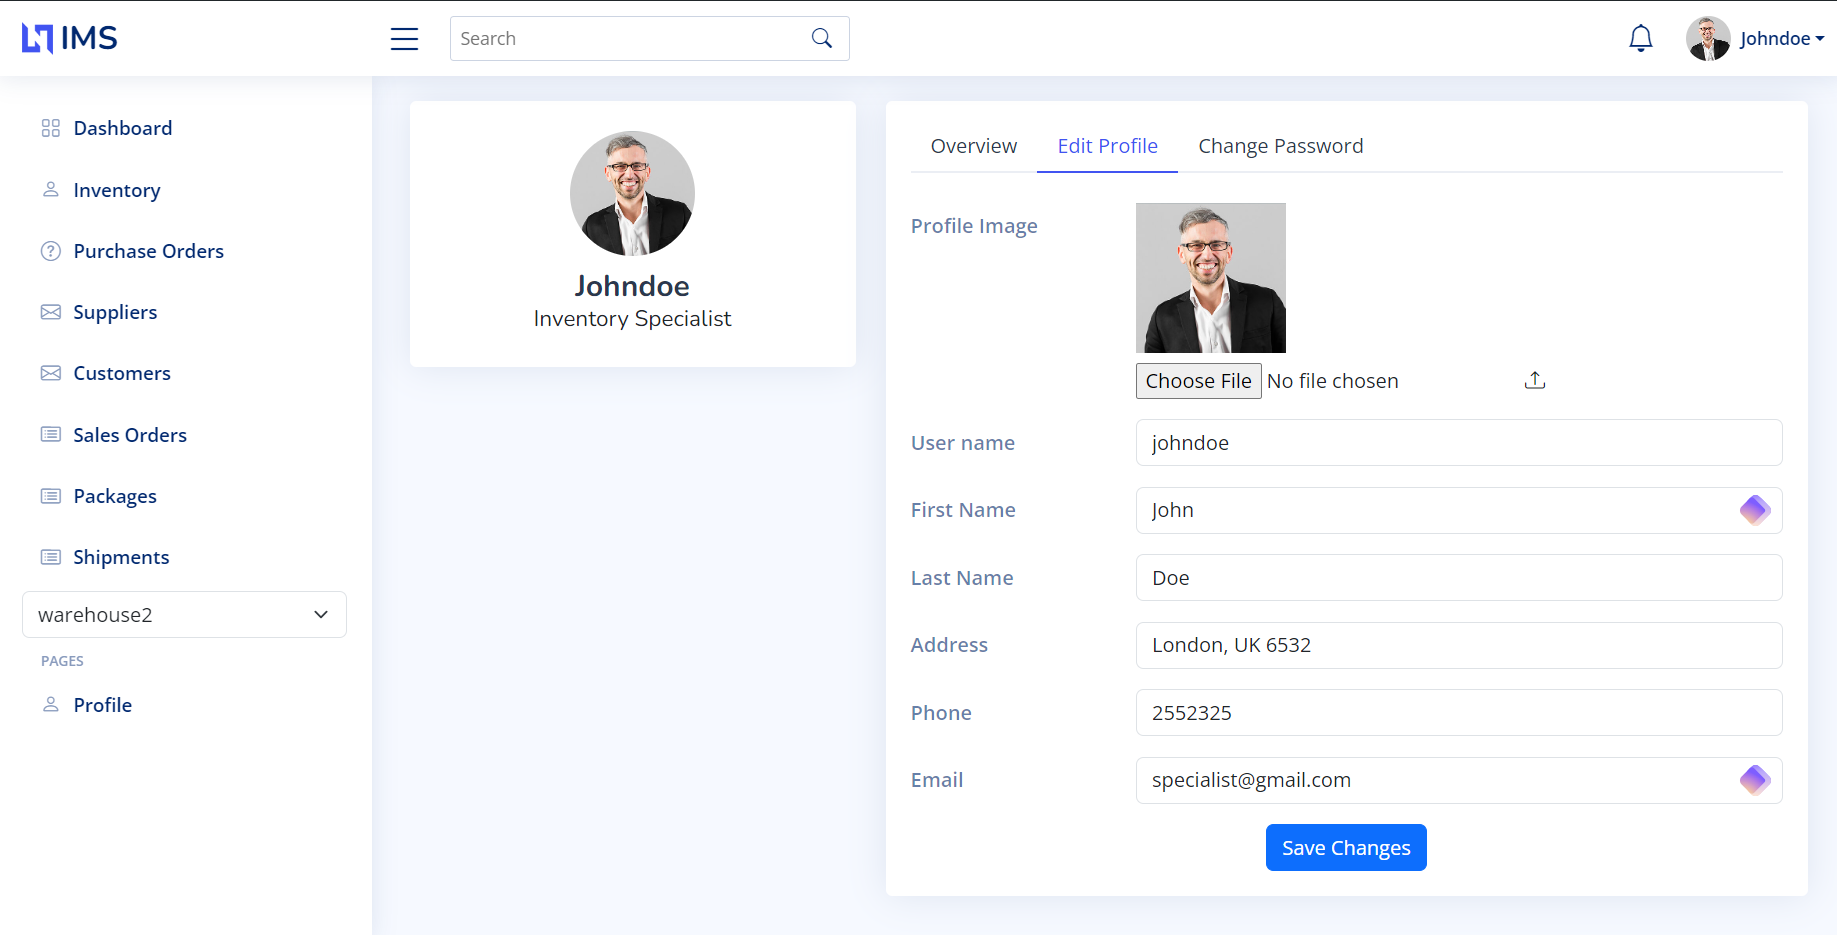 IMS
Search
Johndoe
Dashboard
Inventory
Purchase Orders
Suppliers
Customers
Sales Orders
Packages
Shipments
warehouse2
PAGES
Profile
Johndoe
Inventory Specialist
Overview Edit Profile Change Password
Profile Image
Choose File No file chosen
User name johndoe
First Name John
Last Name Doe
Address London, UK 6532
Phone 2552325
Email specialist@gmail.com
Save Changes